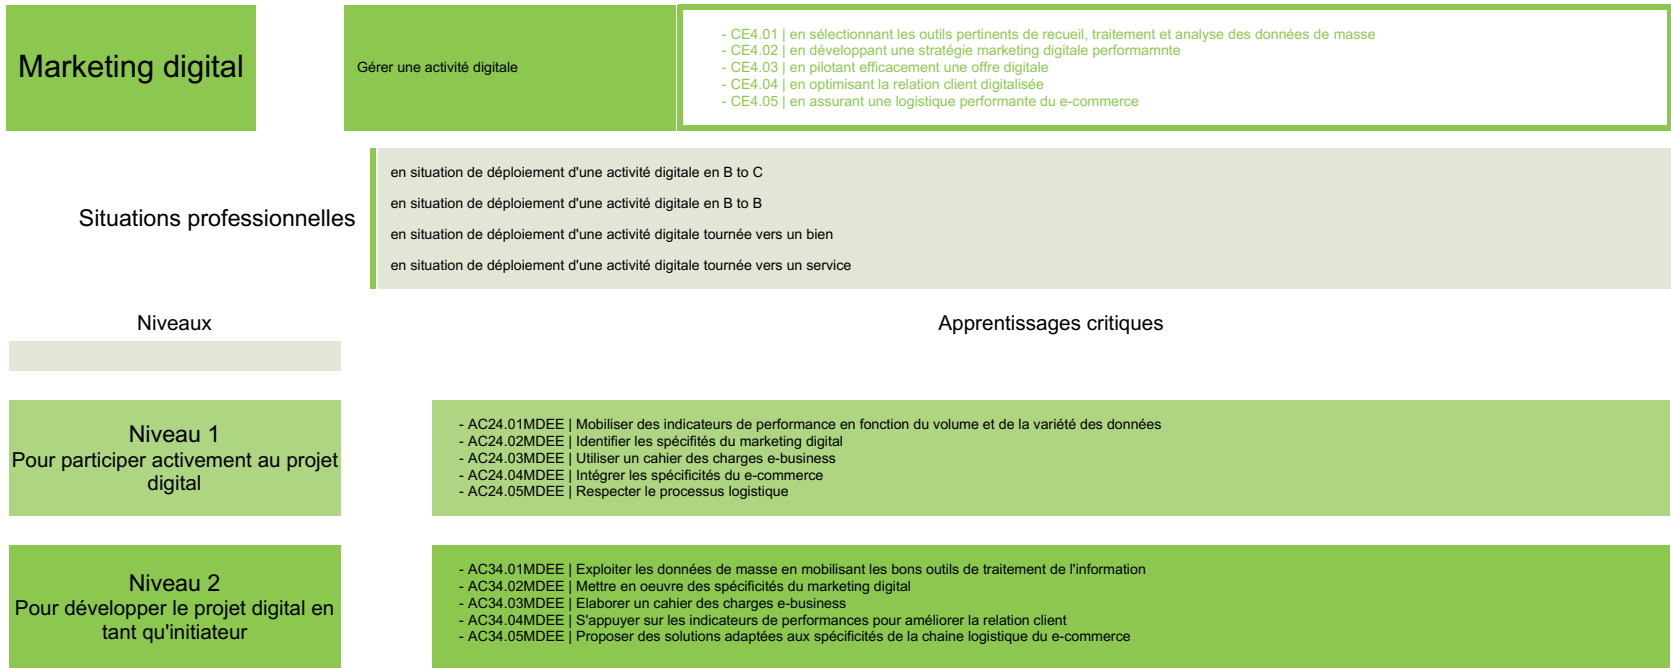 Marketing digital
Gérer une activité digitale
- CE4.01 | en sélectionnant les outils pertinents de recueil, traitement et analyse des données de masse
- CE4.02 | en développant une stratégie marketing digitale performamnte
- CE4.03 | en pilotant efficacement une offre digitale
- CE4.04 | en optimisant la relation client digitalisée
- CE4.05 | en assurant une logistique performante du e-commerce
Situations professionnelles
en situation de déploiement d'une activité digitale en B to C
en situation de déploiement d'une activité digitale en B to B
en situation de déploiement d'une activité digitale tournée vers un bien
en situation de déploiement d'une activité digitale tournée vers un service
Niveaux
Apprentissages critiques
Niveau 1
Pour participer activement au projet
digital
- AC24.01MDEE | Mobiliser des indicateurs de performance en fonction du volume et de la variété des données
- AC24.02MDEE | Identifier les spécifités du marketing digital
- AC24.03MDEE | Utiliser un cahier des charges e-business
- AC24.04MDEE | Intégrer les spécificités du e-commerce
- AC24.05MDEE | Respecter le processus logistique
Niveau 2
Pour développer le projet digital en
tant qu'initiateur
- AC34.01MDEE | Exploiter les données de masse en mobilisant les bons outils de traitement de l'information
- AC34.02MDEE | Mettre en oeuvre des spécificités du marketing digital
- AC34.03MDEE | Elaborer un cahier des charges e-business
- AC34.04MDEE | S'appuyer sur les indicateurs de performances pour améliorer la relation client
- AC34.05MDEE | Proposer des solutions adaptées aux spécificités de la chaine logistique du e-commerce